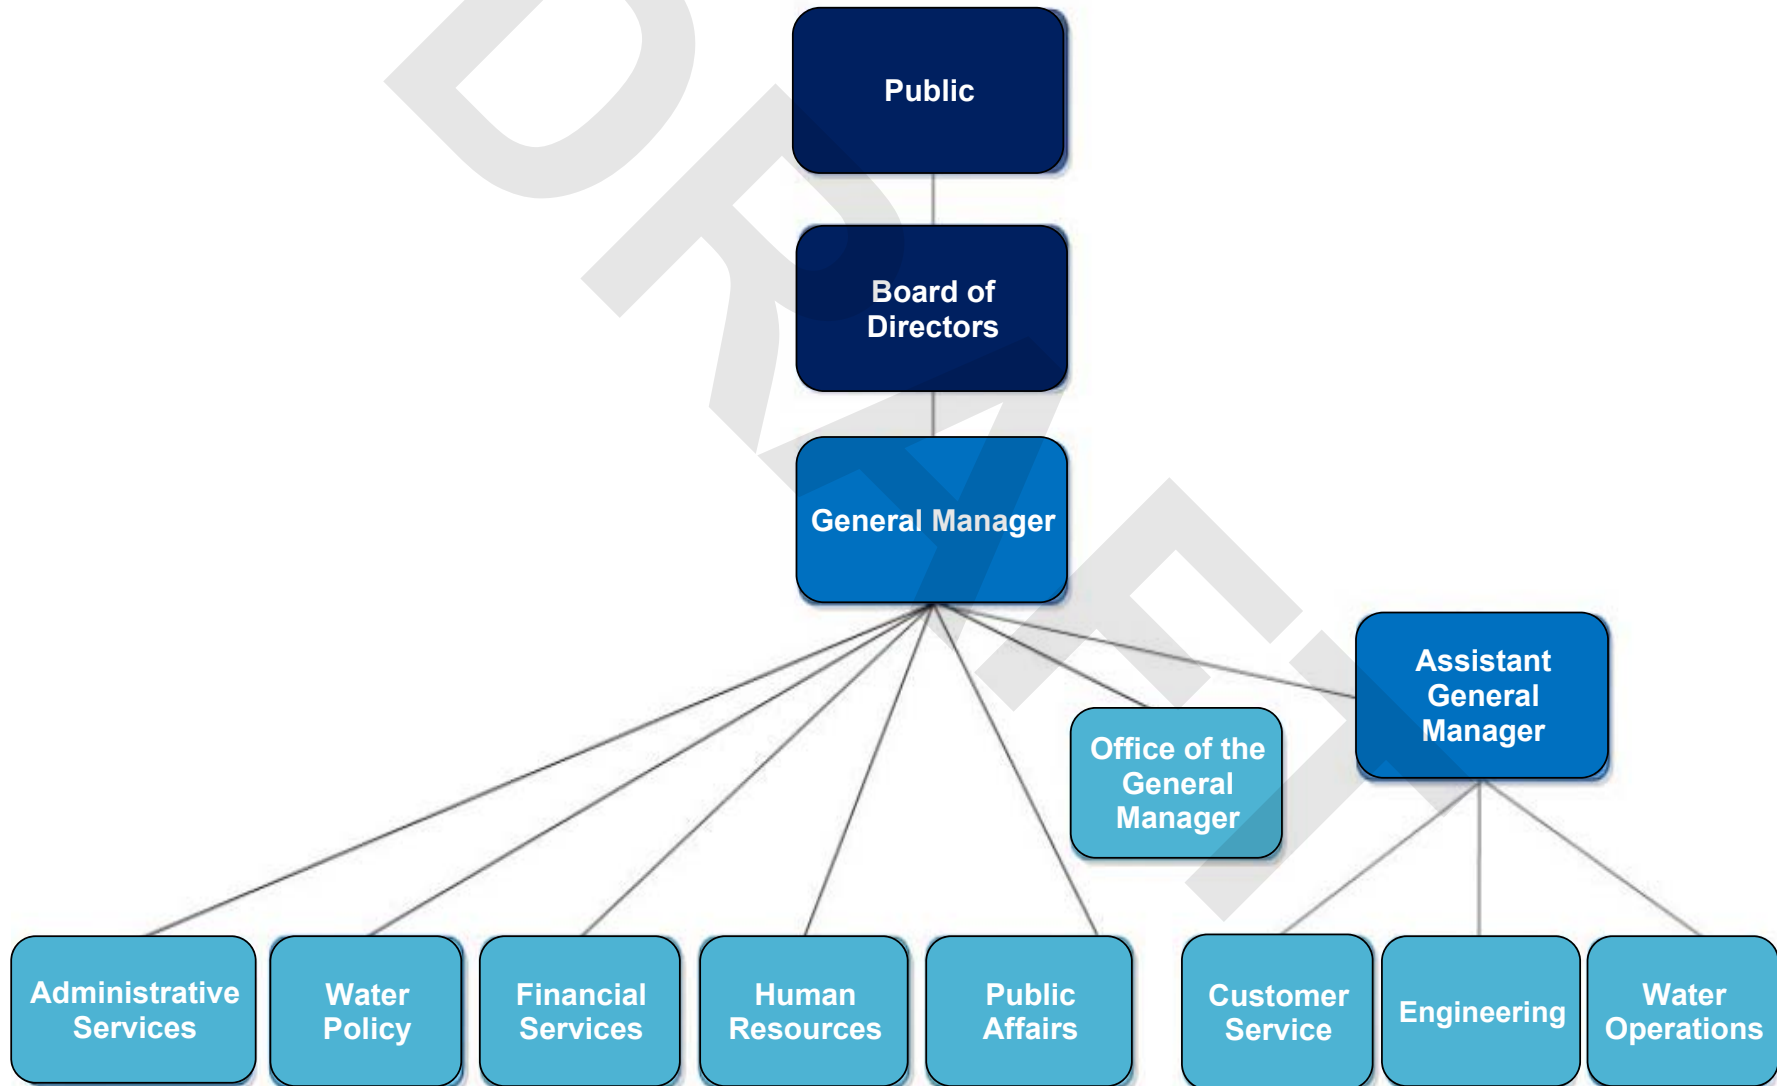 Public
Board of
Directors
General Manager
Assistant
General
Manager
Office of the
General
Manager
Administrative
Services
Water
Policy
Financial
Services
Human
Resources
Public
Affairs
Customer
Service
Engineering
Water
Operations
DRAFT